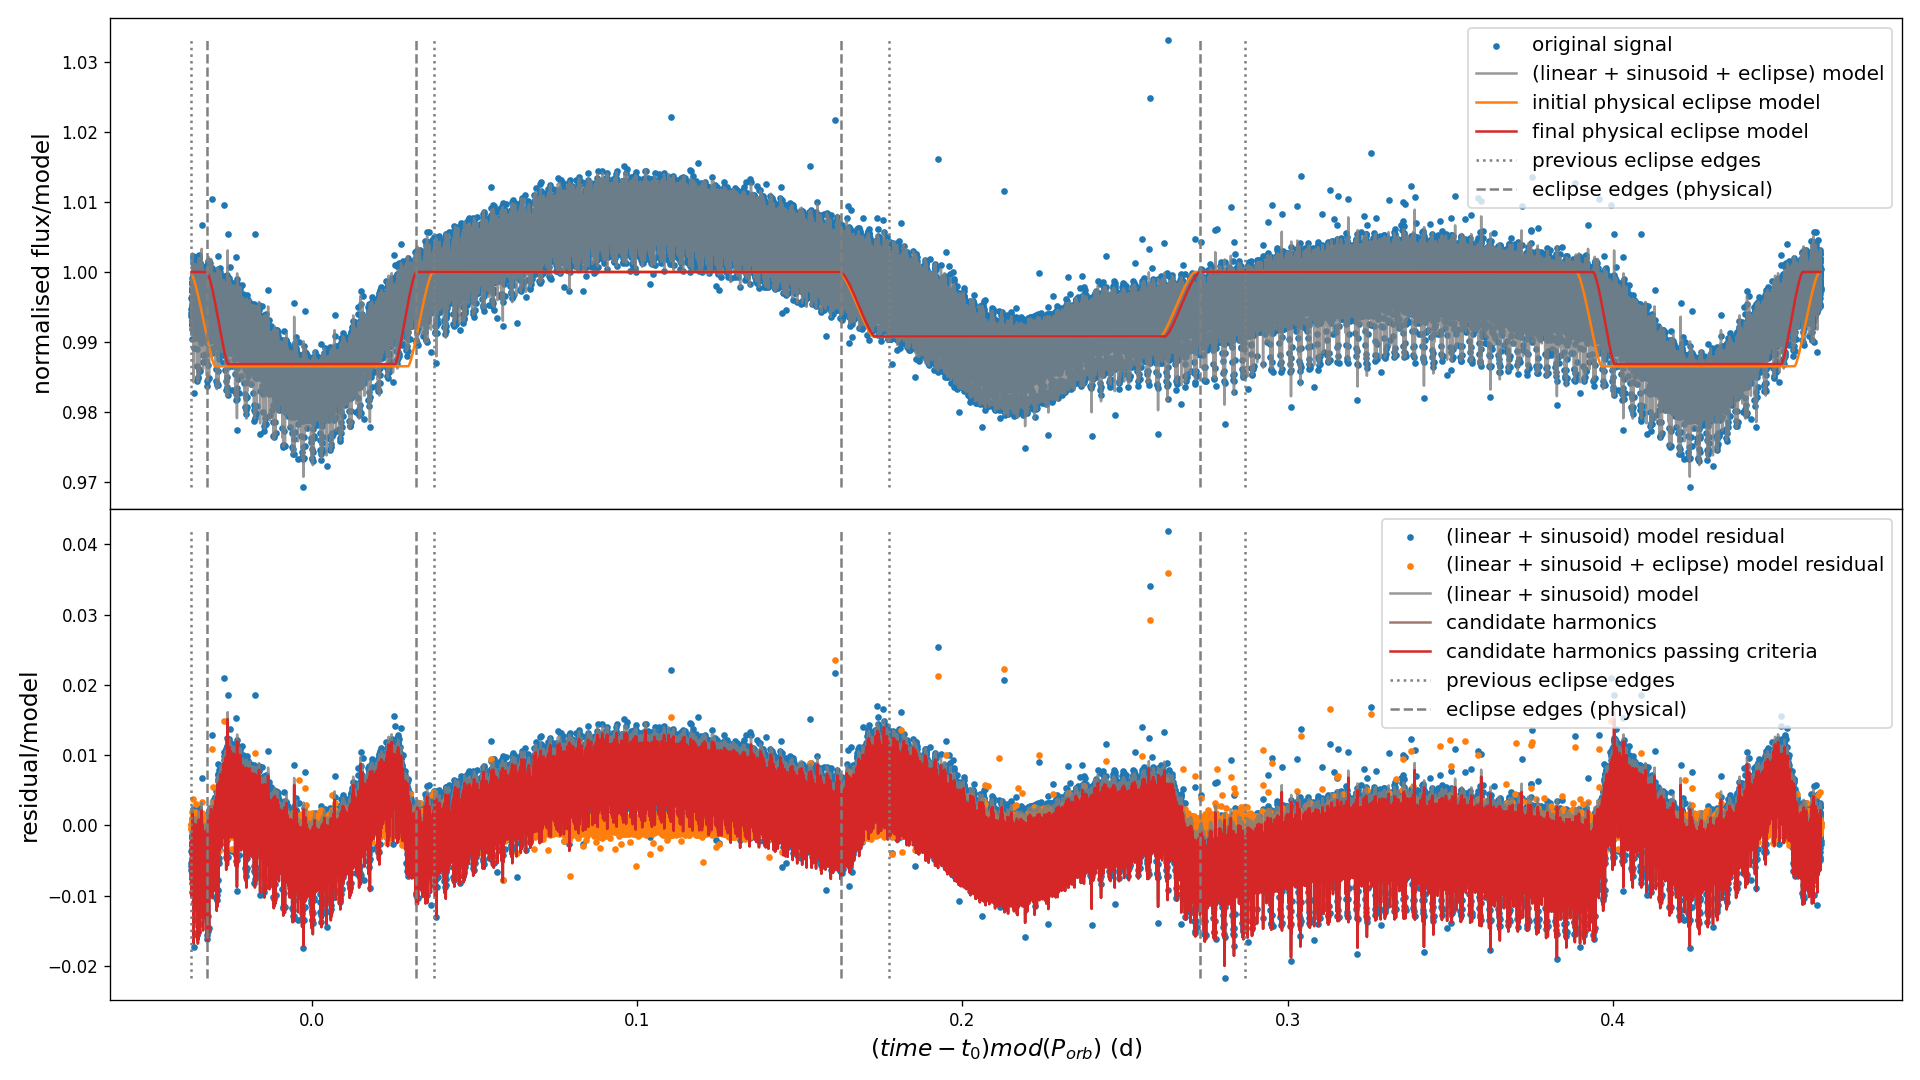 normalised flux/model
1.03
1.02
1.01
1.00
0.99
0.98
0.97
original signal
(linear + sinusoid + eclipse) model
initial physical eclipse model
final physical eclipse model
previous eclipse edges
eclipse edges (physical)
residual/model
0.04
0.03
0.02
0.01
0.00
−0.01
−0.02
(linear + sinusoid) model residual
(linear + sinusoid + eclipse) model residual
(linear + sinusoid) model
candidate harmonics
candidate harmonics passing criteria
previous eclipse edges
eclipse edges (physical)
0.0 0.1 0.2 0.3 0.4
(time − t₀)mod(P_orb) (d)